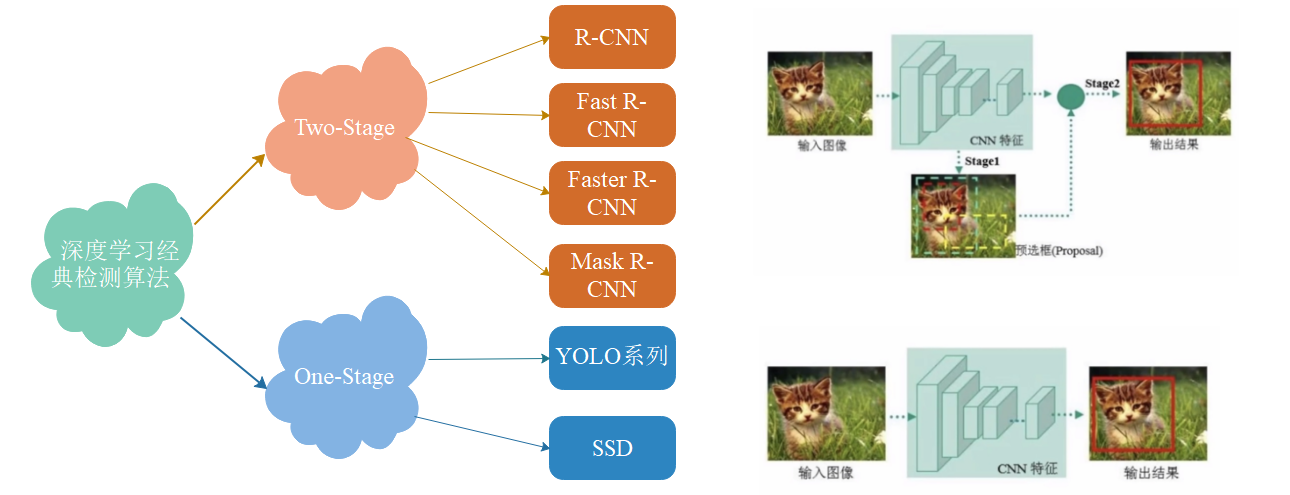 深度学习经
典检测算法
Two-Stage
One-Stage
R-CNN
Fast R-
CNN
Faster R-
CNN
Mask R-
CNN
YOLO系列
SSD
输入图像
CNN 特征
Stage1
Stage2
输出结果
预选框(Proposal)
输入图像
CNN 特征
输出结果